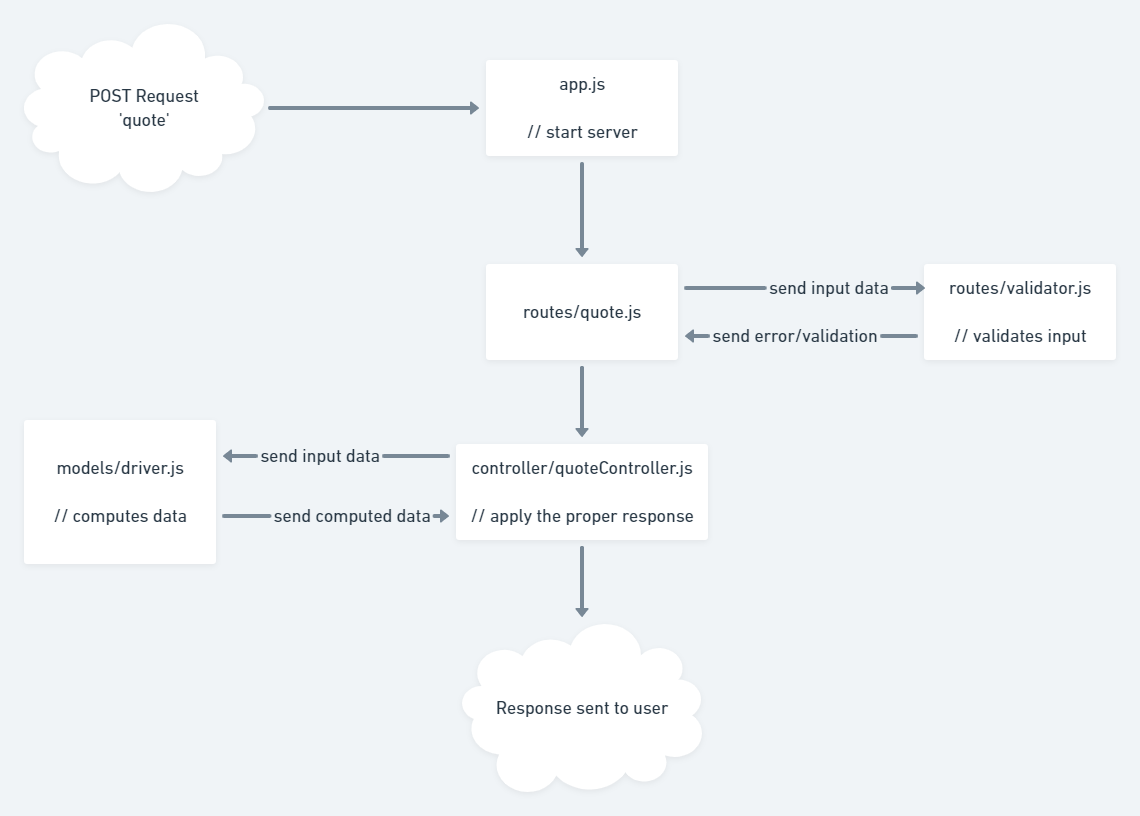 POST Request
'quote'
app.js
// start server
routes/quote.js
send input data
routes/validator.js
send error/validation
// validates input
models/driver.js
// computes data
send input data
send computed data
controller/quoteController.js
// apply the proper response
Response sent to user